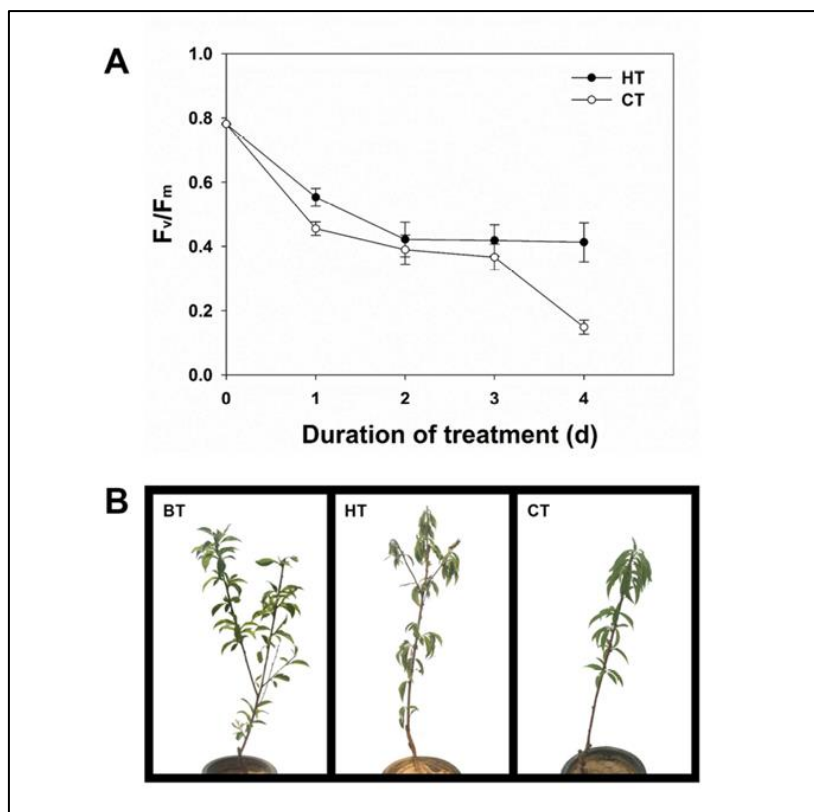 A
1.0
HT
CT
0.8
0.6
0.4
0.2
0.0
Fv/Fm
0 1 2 3 4
Duration of treatment (d)
B
BT HT CT